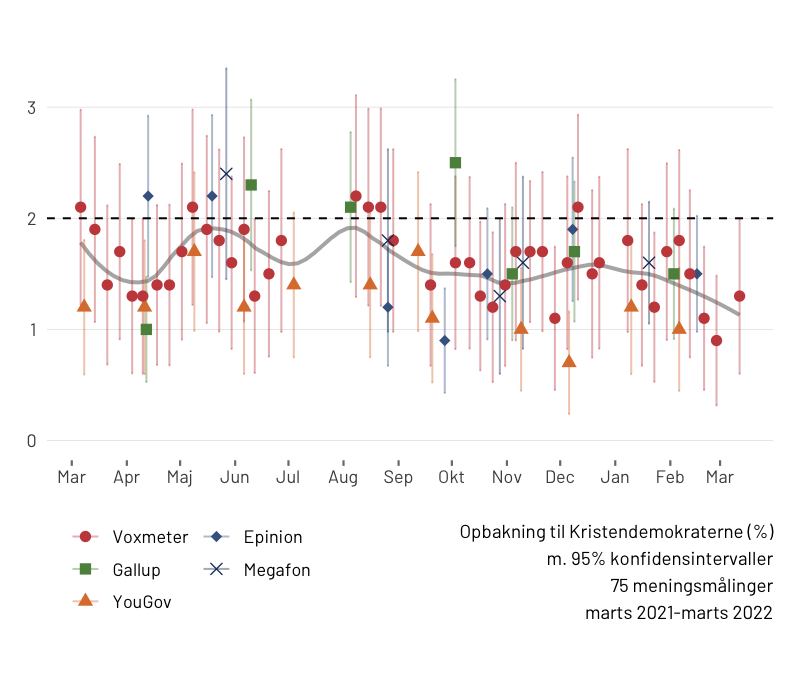 3
2
1
0
Mar Apr Maj Jun Jul Aug Sep Okt Nov Dec Jan Feb Mar
Voxmeter Epinion
Gallup Megafon
YouGov
Opbakning til Kristendemokraterne (%)
m. 95% konfidensintervaller
75 meningsmålinger
marts 2021-marts 2022